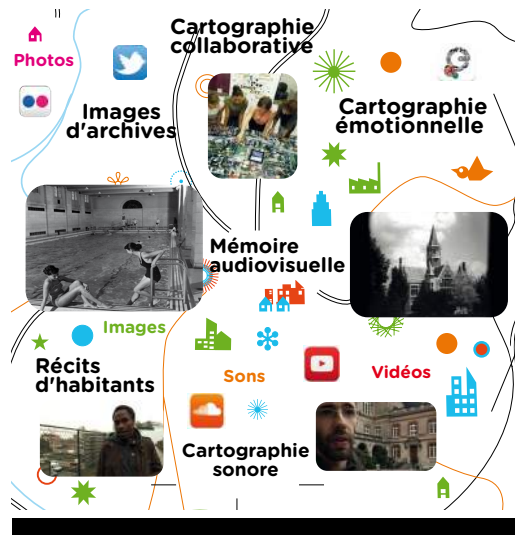 Cartographie
collaborative
Photos
Images
d'archives
Cartographie
émotionnelle
Mémoire
audiovisuelle
Images
Récits
d'habitants
Sons
Vidéos
Cartographie
sonore